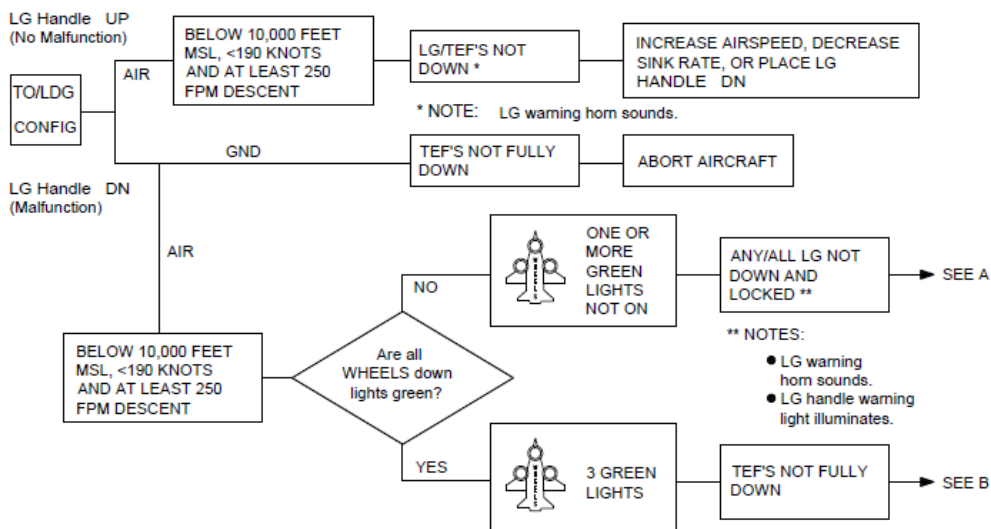 LG Handle UP
(No Malfunction)
BELOW 10,000 FEET
MSL, <190 KNOTS
AND AT LEAST 250
FPM DESCENT
LG/TEF'S NOT
DOWN *
INCREASE AIRSPEED, DECREASE
SINK RATE, OR PLACE LG
HANDLE DN
AIR
TO/LDG
CONFIG
* NOTE: LG warning horn sounds.
GND
TEF'S NOT FULLY
DOWN
ABORT AIRCRAFT
LG Handle DN
(Malfunction)
AIR
WHEELS
ONE OR
MORE
GREEN
LIGHTS
NOT ON
ANY/ALL LG NOT
DOWN AND
LOCKED **
SEE A
NO
BELOW 10,000 FEET
MSL, <190 KNOTS
AND AT LEAST 250
FPM DESCENT
Are all
WHEELS down
lights green?
** NOTES:
● LG warning
horn sounds.
● LG handle warning
light illuminates.
YES
WHEELS
3 GREEN
LIGHTS
TEF'S NOT FULLY
DOWN
SEE B